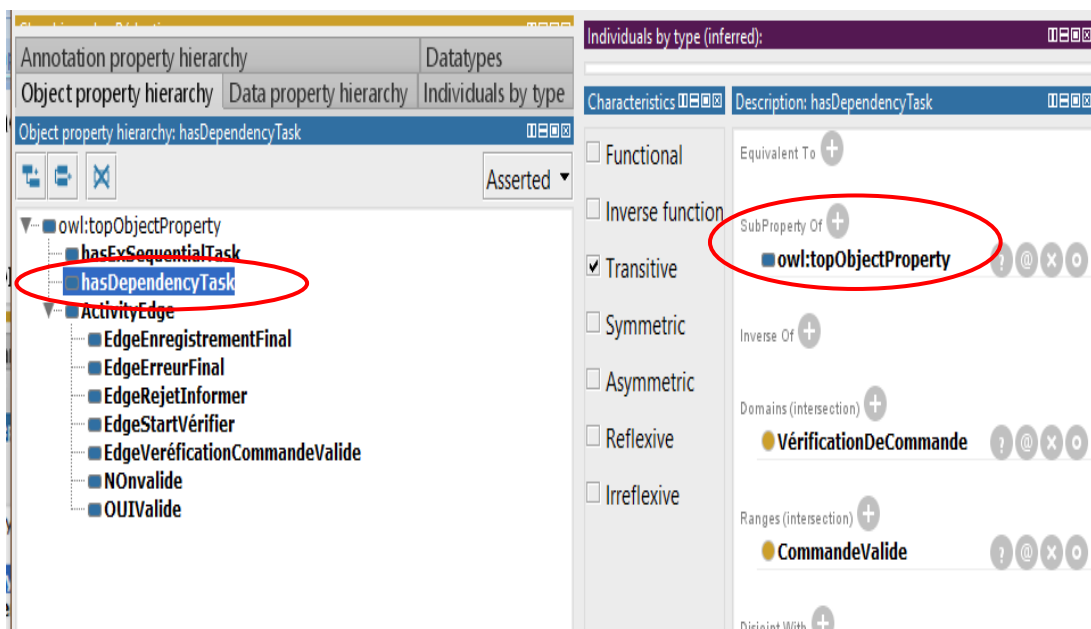 Individuals by type (inferred):
Annotation property hierarchy
Datatypes
Object property hierarchy
Data property hierarchy
Individuals by type
Object property hierarchy: hasDependencyTask
Asserted
owl:topObjectProperty
hasExSequentialTask
hasDependencyTask
ActivityEdge
EdgeEnregistrementFinal
EdgeErreurFinal
EdgeRejetInformer
EdgeStartVérifier
EdgeVeréficationCommandeValide
NOnvalide
OUIValide
Characteristics
Functional
Inverse function
Transitive
Symmetric
Asymmetric
Reflexive
Irreflexive
Description: hasDependencyTask
Equivalent To
SubProperty Of
owl:topObjectProperty
Inverse Of
Domains (intersection)
VérificationDeCommande
Ranges (intersection)
CommandeValide
Disjoint With